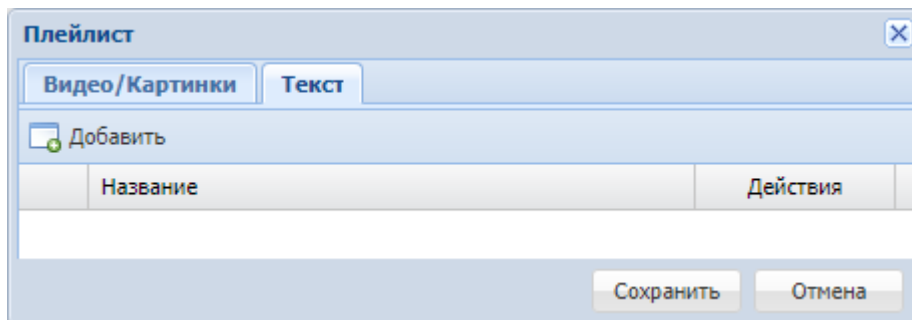 Плейлист
Видео/Картинки Текст
Добавить
Название Действия
Сохранить Отмена